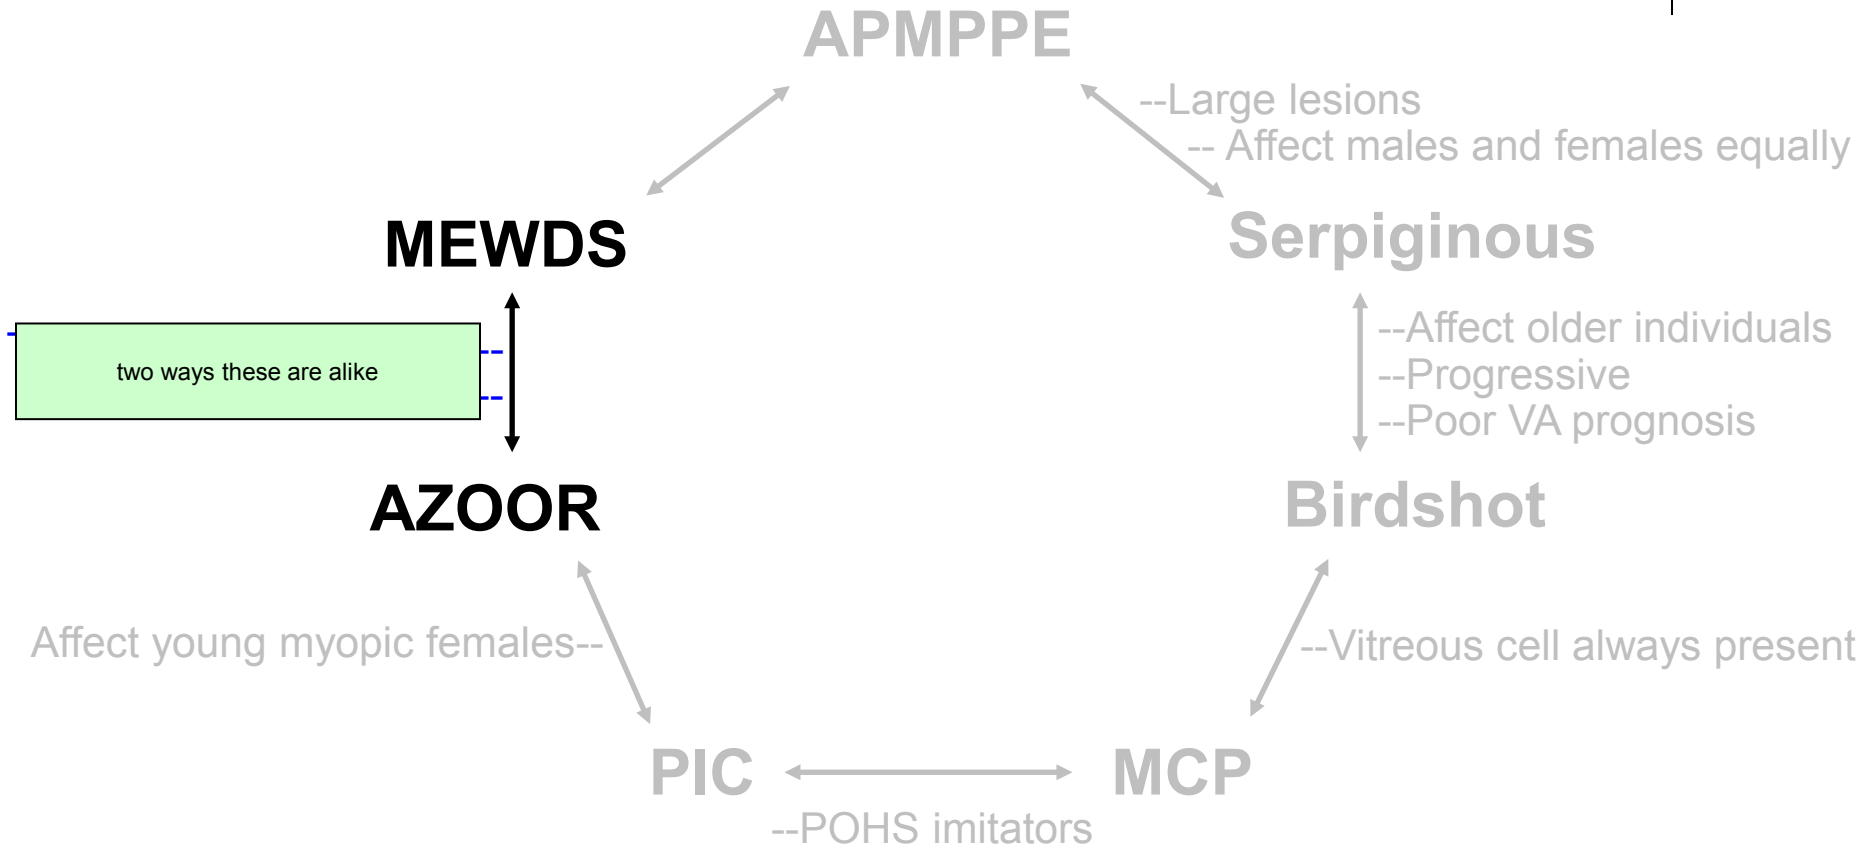 APMPPE
--Large lesions
-- Affect males and females equally
MEWDS
Serpiginous
two ways these are alike
--
--
--Affect older individuals
--Progressive
--Poor VA prognosis
AZOOR
Birdshot
Affect young myopic females--
--Vitreous cell always present
PIC
MCP
--POHS imitators